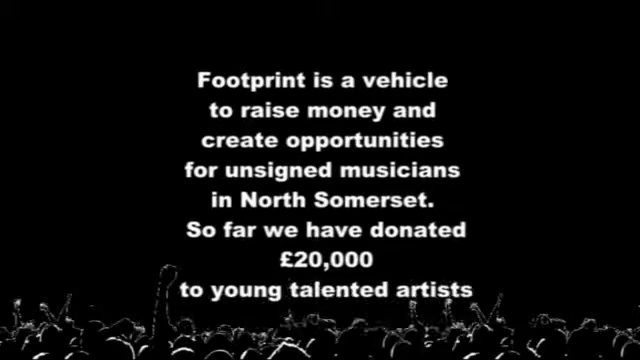 Footprint is a vehicle
to raise money and
create opportunities
for unsigned musicians
in North Somerset.
So far we have donated
£20,000
to young talented artists